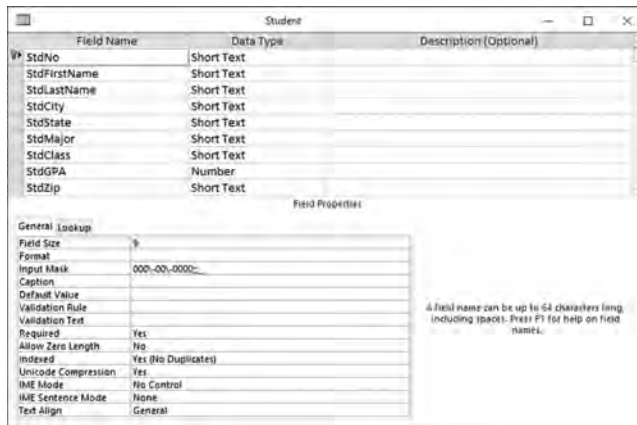 Student
Field Name Data Type Description (Optional)
StdNo Short Text
StdFirstName Short Text
StdLastName Short Text
StdCity Short Text
StdState Short Text
StdMajor Short Text
StdClass Short Text
StdGPA Number
StdZip Short Text
Field Properties
General Lookup
Field Size 9
Format
Input Mask 000\-00\-0000;;_
Caption
Default Value
Validation Rule
Validation Text
Required Yes
Allow Zero Length No
Indexed Yes (No Duplicates)
Unicode Compression Yes
IME Mode No Control
IME Sentence Mode None
Text Align General
A field name can be up to 64 characters long,
including spaces. Press F1 for help on field
names.